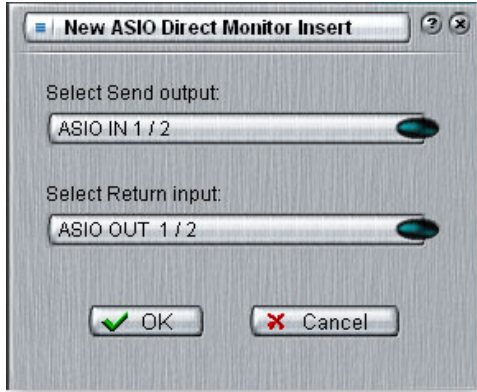 New ASIO Direct Monitor Insert ? x
Select Send output:
ASIO IN 1 / 2
Select Return input:
ASIO OUT 1 / 2
OK Cancel